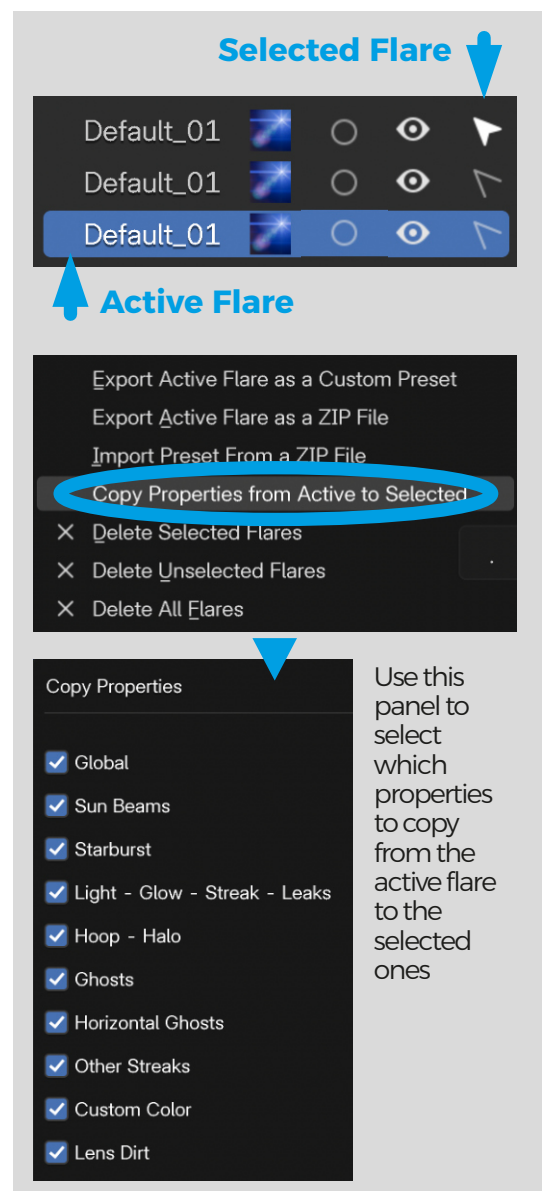 Selected Flare
Default_01
Default_01
Default_01
Active Flare
Export Active Flare as a Custom Preset
Export Active Flare as a ZIP File
Import Preset From a ZIP File
Copy Properties from Active to Selected
Delete Selected Flares
Delete Unselected Flares
Delete All Flares
Copy Properties
Global
Sun Beams
Starburst
Light - Glow - Streak - Leaks
Hoop - Halo
Ghosts
Horizontal Ghosts
Other Streaks
Custom Color
Lens Dirt
Use this
panel to
select
which
properties
to copy
from the
active flare
to the
selected
ones